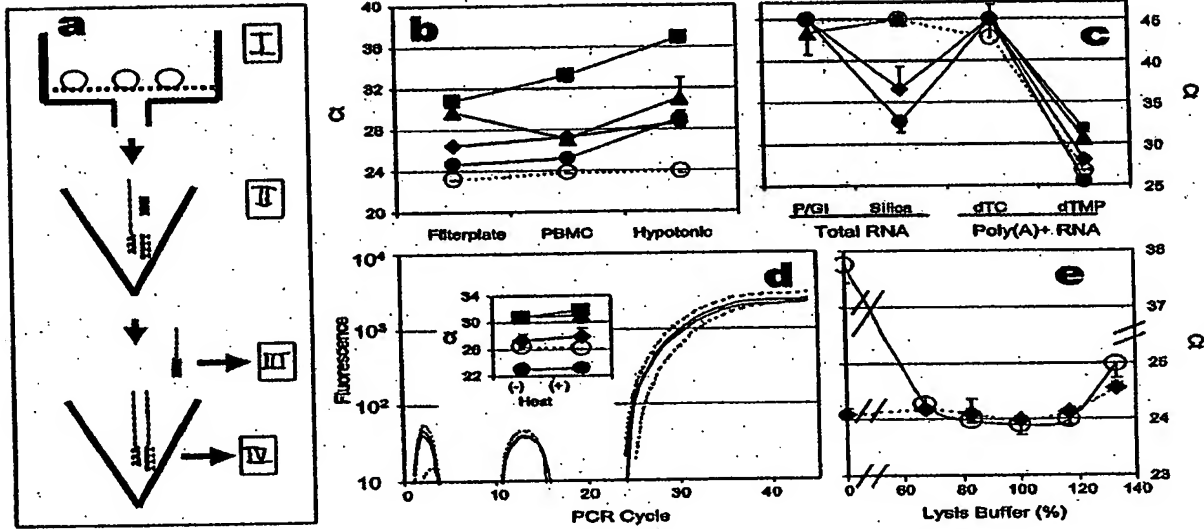 a
I
II
III
IV
b
Ct
40
36
32
28
24
20
Filterplate PBMC Hypotonic
c
Ct
45
40
35
30
25
P/GI Silica dTC dTMP
Total RNA Poly(A)+ RNA
d
Fluorescence
10⁴
10³
10²
10
0 10 20 30 40
PCR Cycle
Ct
34
30
26
22
(-) (+)
Heat
e
Ct
38
37
25
24
23
0 60 80 100 120 140
Lysis Buffer (%)